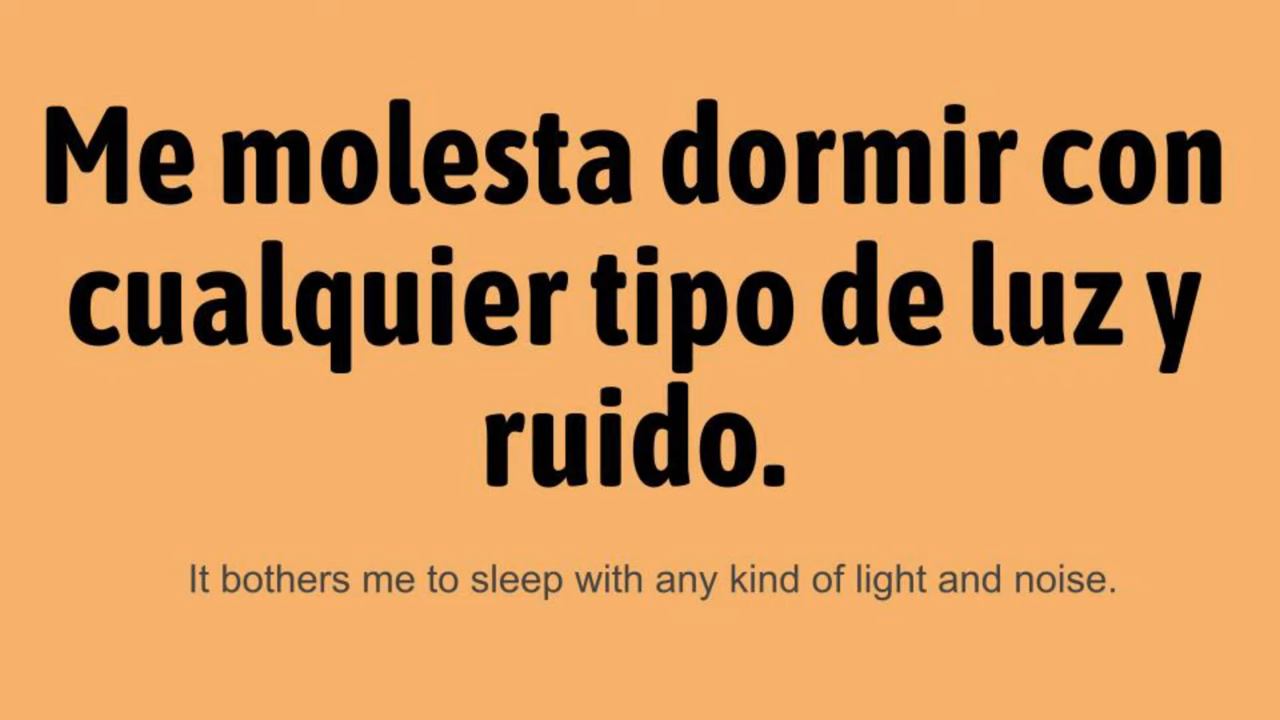 Me molesta dormir con
cualquier tipo de luz y
ruido.
It bothers me to sleep with any kind of light and noise.